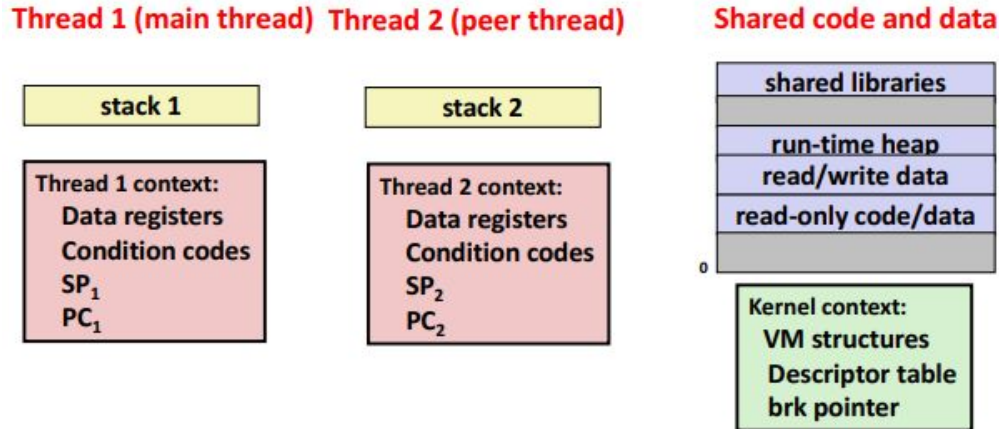 Thread 1 (main thread)
Thread 2 (peer thread)
Shared code and data
stack 1
Thread 1 context:
Data registers
Condition codes
SP₁
PC₁
stack 2
Thread 2 context:
Data registers
Condition codes
SP₂
PC₂
shared libraries
run-time heap
read/write data
read-only code/data
0
Kernel context:
VM structures
Descriptor table
brk pointer